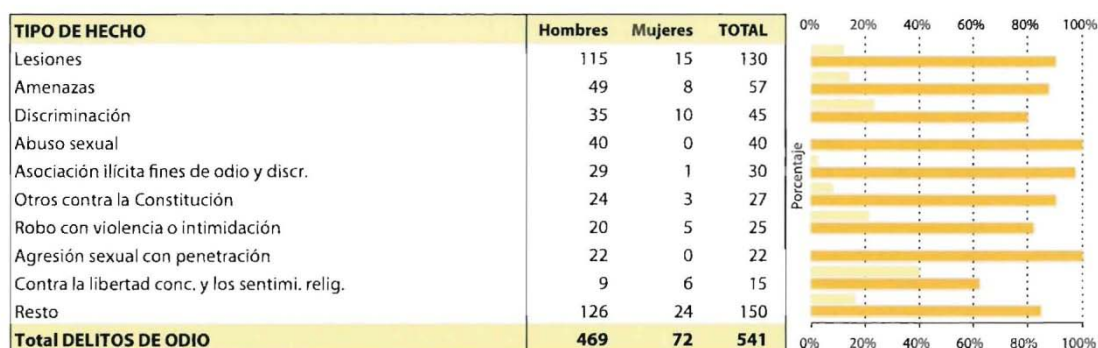 TIPO DE HECHO Hombres Mujeres TOTAL
Lesiones 115 15 130
Amenazas 49 8 57
Discriminación 35 10 45
Abuso sexual 40 0 40
Asociación ilícita fines de odio y discr. 29 1 30
Otros contra la Constitución 24 3 27
Robo con violencia o intimidación 20 5 25
Agresión sexual con penetración 22 0 22
Contra la libertad conc. y los sentimi. relig. 9 6 15
Resto 126 24 150
Total DELITOS DE ODIO 469 72 541
0% 20% 40% 60% 80% 100%
Porcentaje
0% 20% 40% 60% 80% 100%